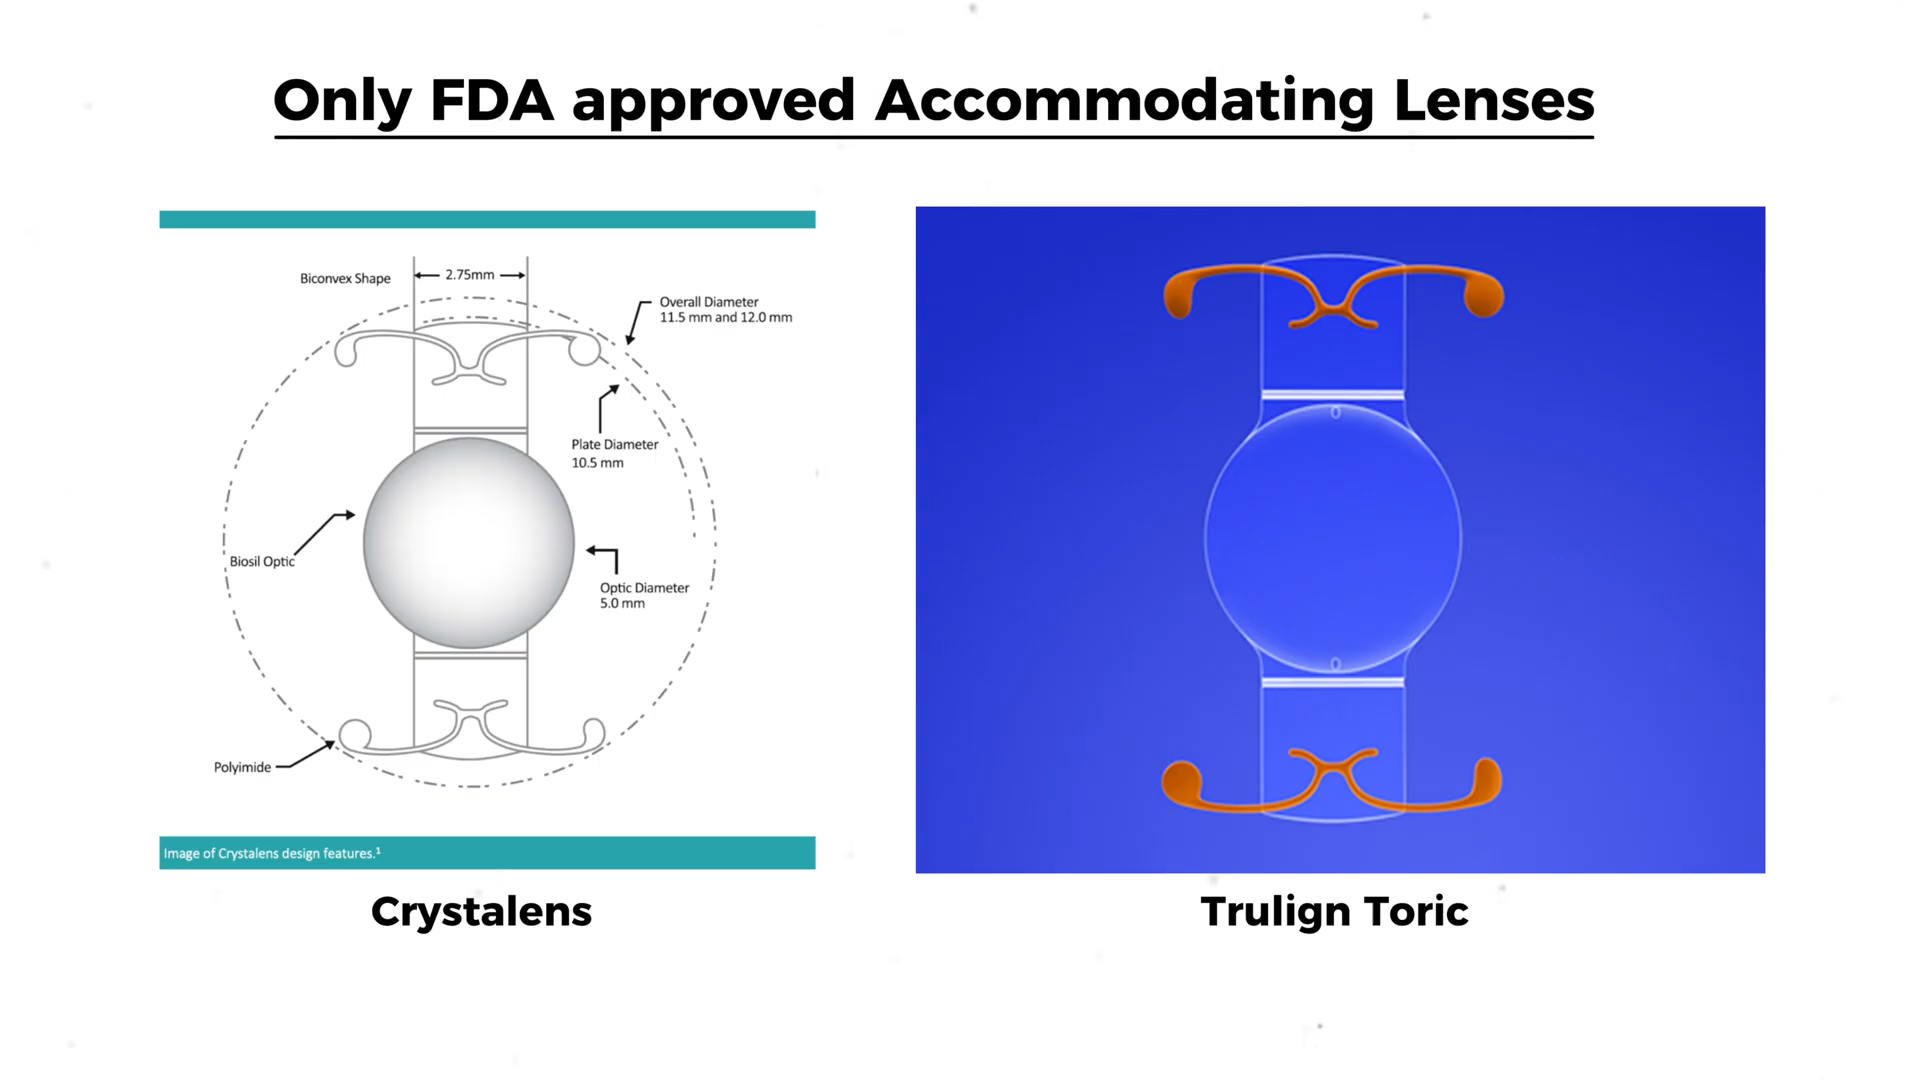 Only FDA approved Accommodating Lenses
Biconvex Shape
2.75mm
Overall Diameter
11.5 mm and 12.0 mm
Plate Diameter
10.5 mm
Biosil Optic
Optic Diameter
5.0 mm
Polyimide
Image of Crystalens design features.¹
Crystalens
0
0
Trulign Toric